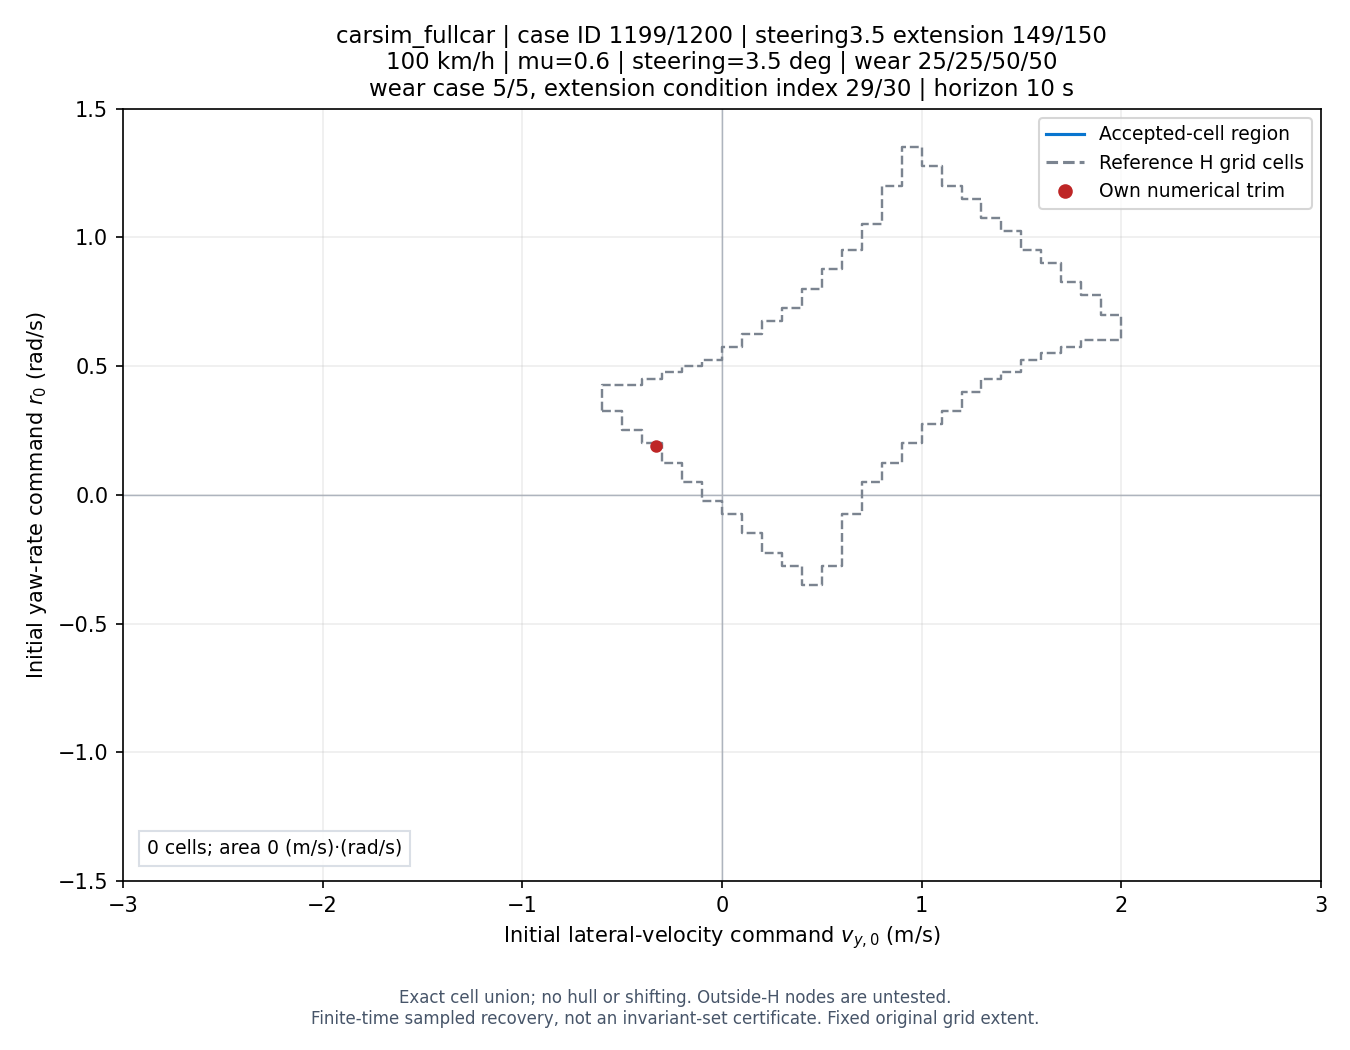 carsim_fullcar | case ID 1199/1200 | steering3.5 extension 149/150
100 km/h | mu=0.6 | steering=3.5 deg | wear 25/25/50/50
wear case 5/5, extension condition index 29/30 | horizon 10 s
Accepted-cell region
Reference H grid cells
Own numerical trim
1.5
1.0
0.5
0.0
−0.5
−1.0
−1.5
Initial yaw-rate command r0 (rad/s)
0 cells; area 0 (m/s)·(rad/s)
−3
−2
−1
0
1
2
3
Initial lateral-velocity command vy,0 (m/s)
Exact cell union; no hull or shifting. Outside-H nodes are untested.
Finite-time sampled recovery, not an invariant-set certificate. Fixed original grid extent.